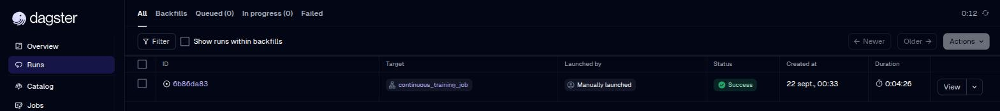 dagster
Overview
Runs
Catalog
Jobs
All Backfills Queued (0) In progress (0) Failed 0:12
Filter Show runs within backfills Newer Older Actions
ID Target Launched by Status Created at Duration
6b86da83 continuous_training_job Manually launched Success 22 sept., 00:33 0:04:26 View